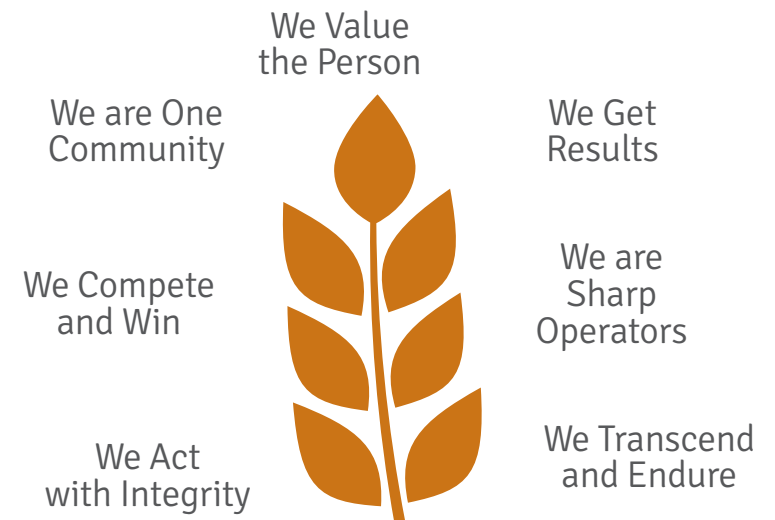 We Value
the Person
We are One
Community
We Get
Results
We Compete
and Win
We are
Sharp
Operators
We Act
with Integrity
We Transcend
and Endure